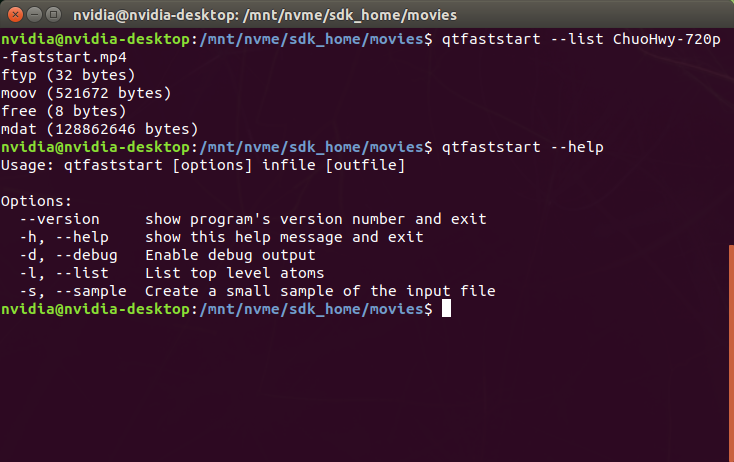 nvidia@nvidia-desktop: /mnt/nvme/sdk_home/movies
nvidia@nvidia-desktop:/mnt/nvme/sdk_home/movies$ qtfaststart --list ChuoHwy-720p
-faststart.mp4
ftyp (32 bytes)
moov (521672 bytes)
free (8 bytes)
mdat (128862646 bytes)
nvidia@nvidia-desktop:/mnt/nvme/sdk_home/movies$ qtfaststart --help
Usage: qtfaststart [options] infile [outfile]

Options:
  --version     show program's version number and exit
  -h, --help    show this help message and exit
  -d, --debug   Enable debug output
  -l, --list    List top level atoms
  -s, --sample  Create a small sample of the input file
nvidia@nvidia-desktop:/mnt/nvme/sdk_home/movies$